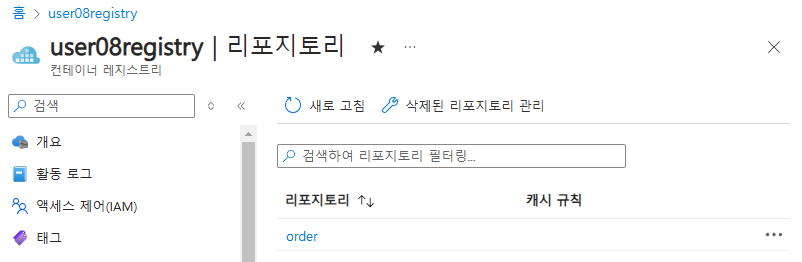 홈 > user08registry
user08registry | 리포지토리 ★ ···
컨테이너 레지스트리
검색
새로 고침 삭제된 리포지토리 관리
개요
검색하여 리포지토리 필터링...
활동 로그
리포지토리 ↑↓ 캐시 규칙
액세스 제어(IAM)
태그
order ···